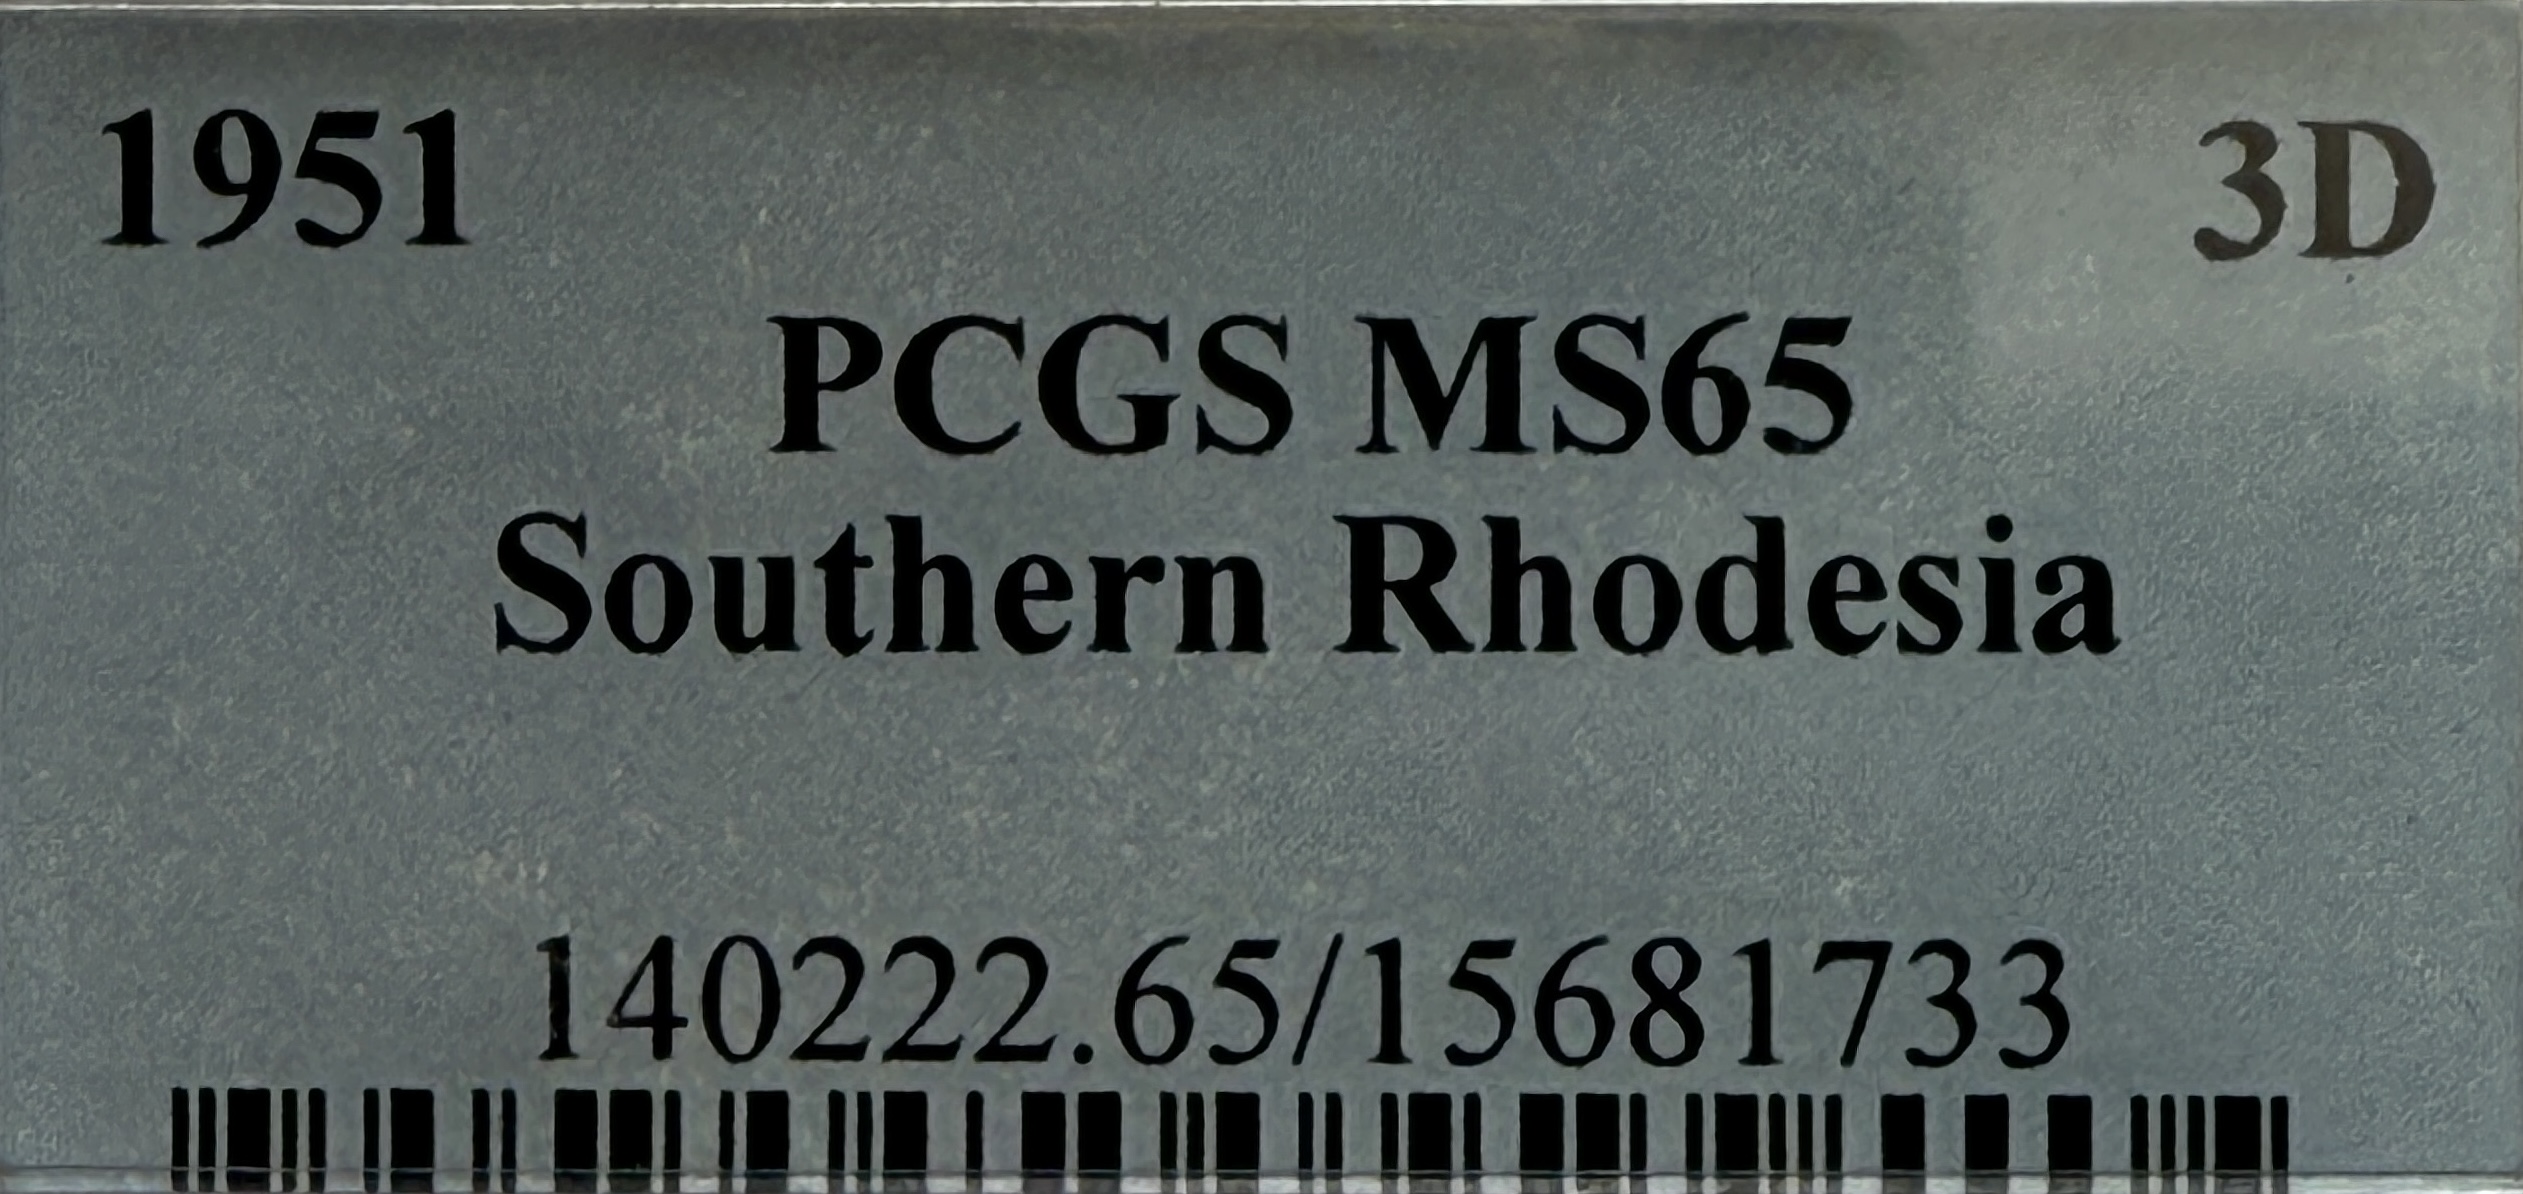 1951 3D
PCGS MS65
Southern Rhodesia
140222.65/15681733